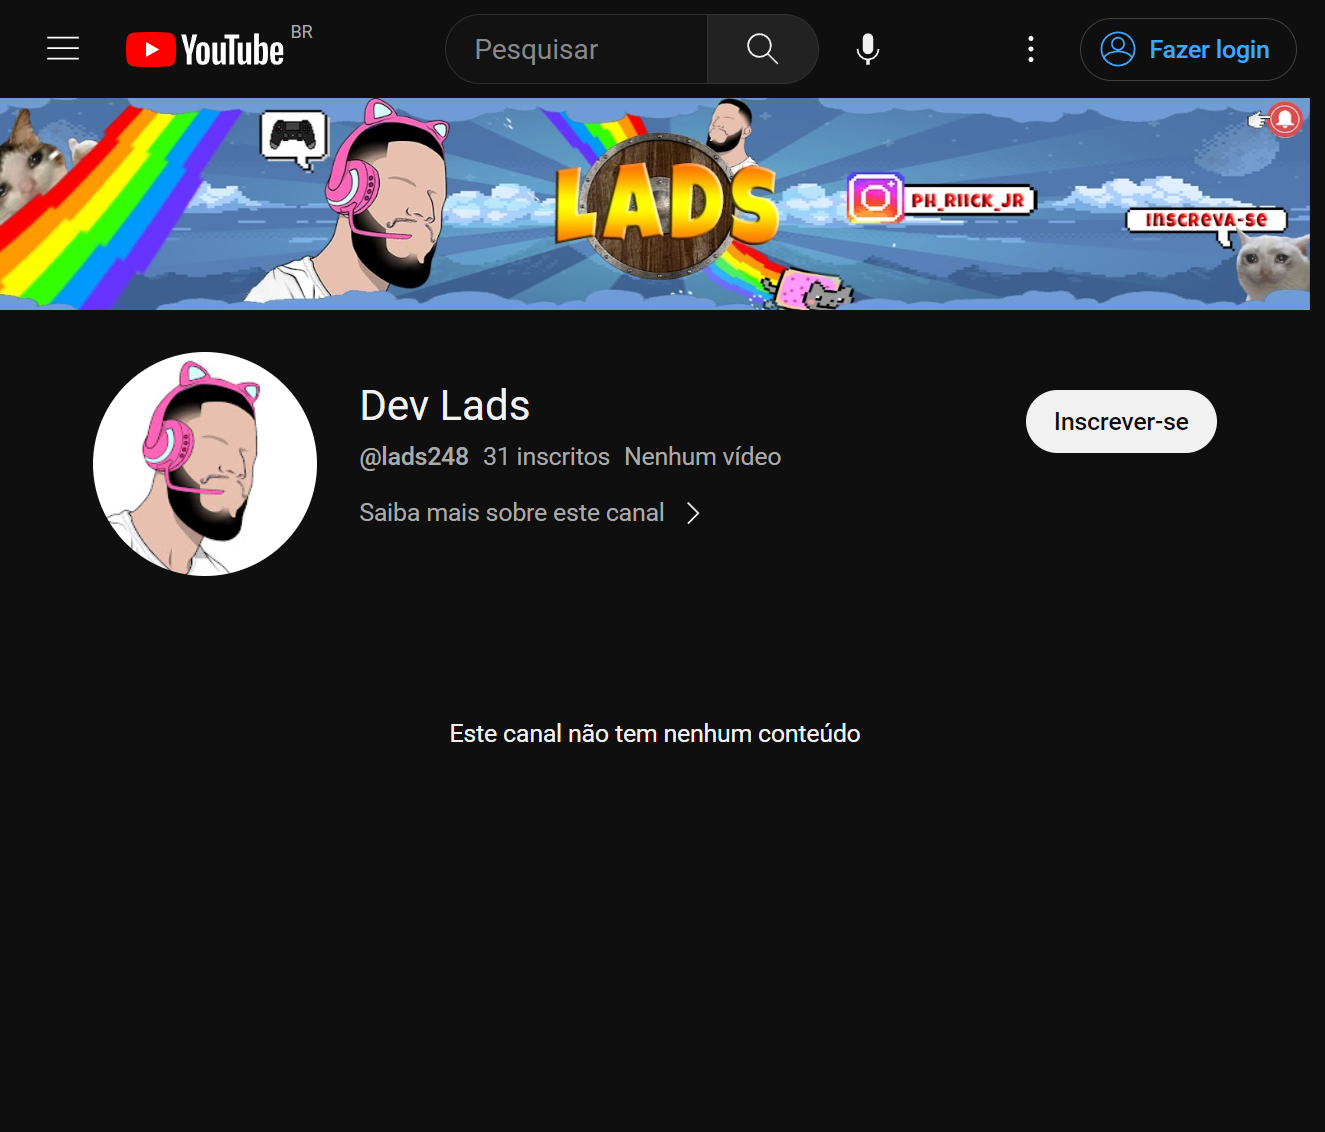 YouTube BR
Pesquisar
Fazer login
LADS
PH_RIICK_JR
INSCREVA-SE
Dev Lads
@lads248 31 inscritos Nenhum vídeo
Inscrever-se
Saiba mais sobre este canal
Este canal não tem nenhum conteúdo